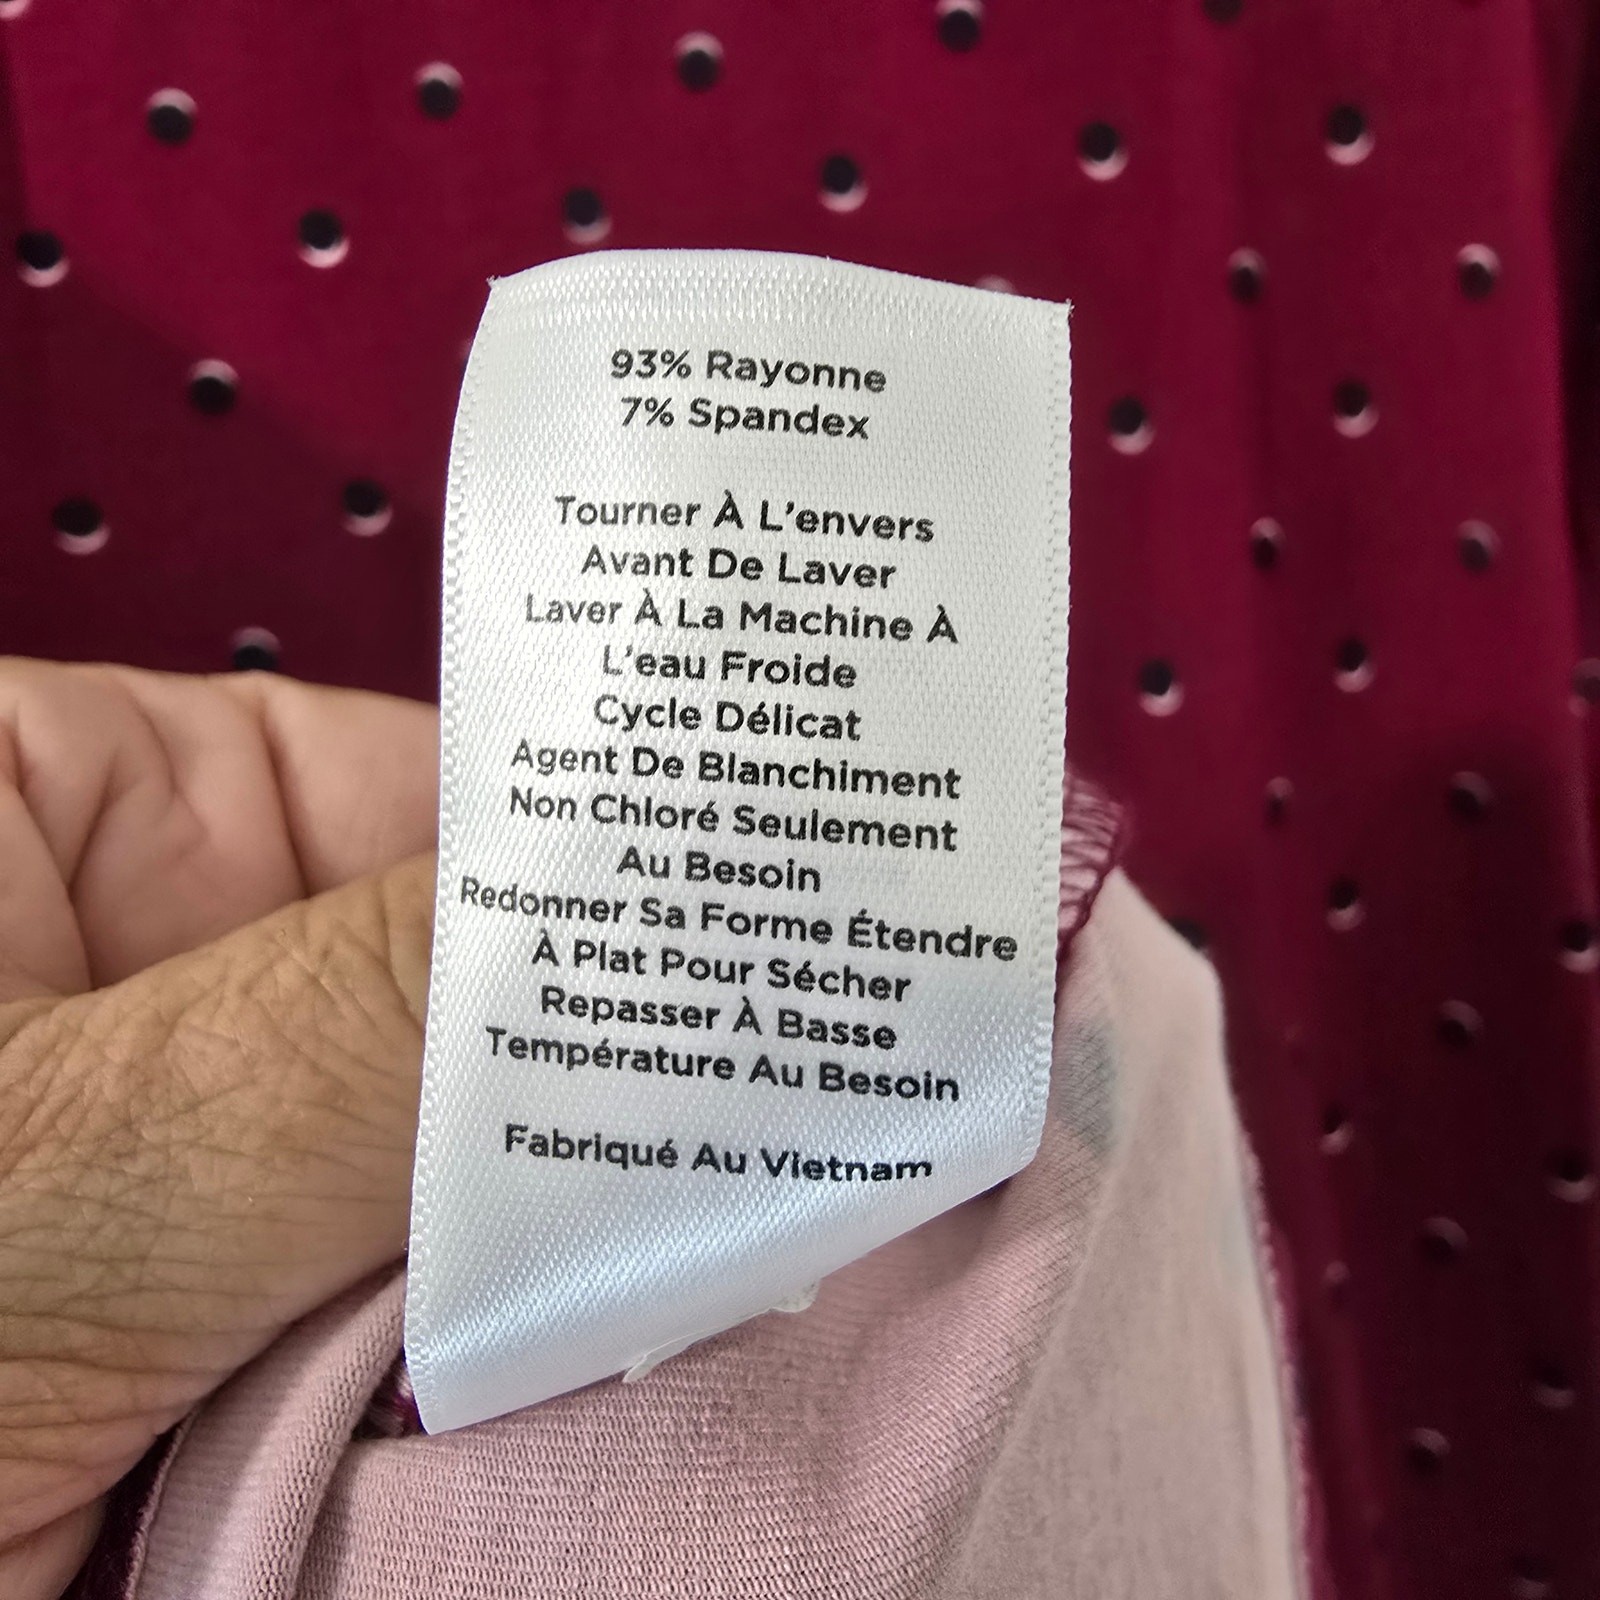 93% Rayonne
7% Spandex
Tourner À L'envers
Avant De Laver
Laver À La Machine À
L'eau Froide
Cycle Délicat
Agent De Blanchiment
Non Chloré Seulement
Au Besoin
Redonner Sa Forme Étendre
À Plat Pour Sécher
Repasser À Basse
Température Au Besoin
Fabriqué Au Vietnam